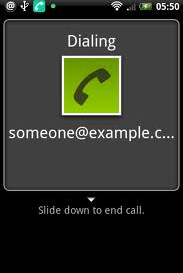 05:50
Dialing
someone@example.c...
Slide down to end call.